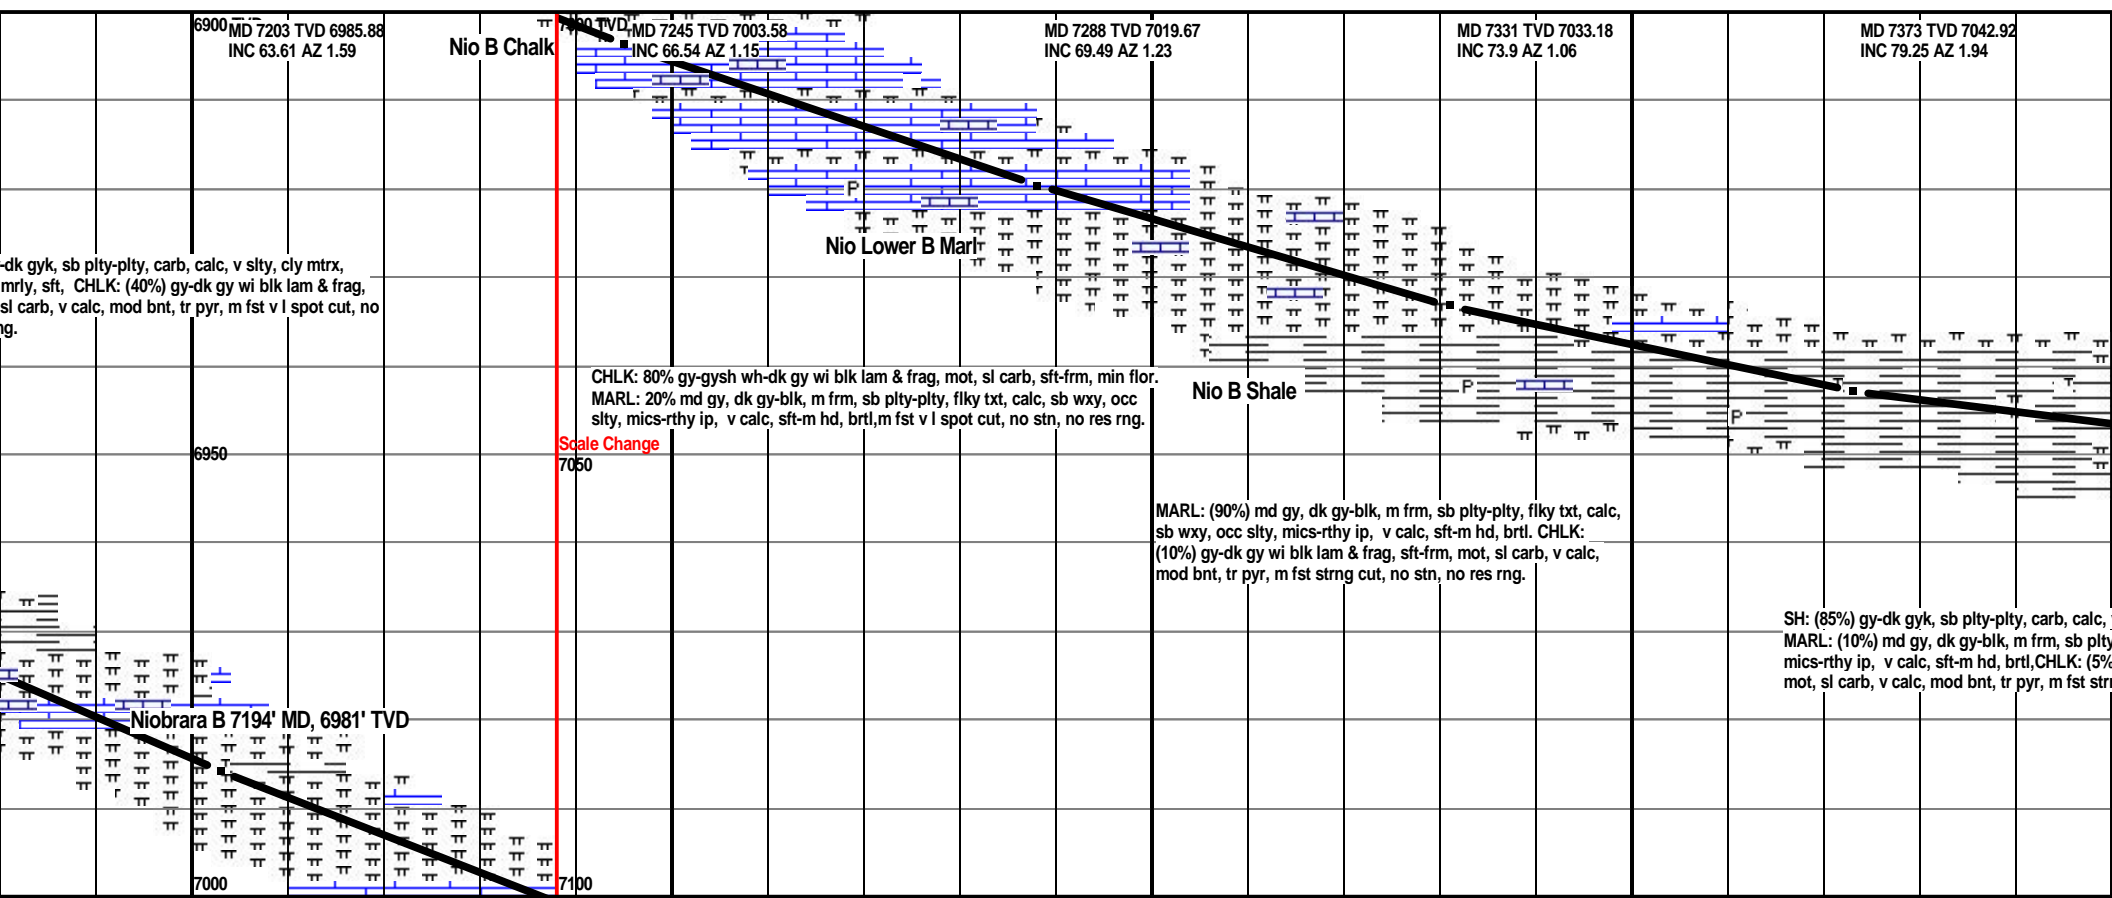 6900 TVD
MD 7203 TVD 6985.88
INC 63.61 AZ 1.59
Nio B Chalk
TVD
MD 7245 TVD 7003.58
INC 66.54 AZ 1.15
MD 7288 TVD 7019.67
INC 69.49 AZ 1.23
MD 7331 TVD 7033.18
INC 73.9 AZ 1.06
MD 7373 TVD 7042.92
INC 79.25 AZ 1.94
P
Nio Lower B Marl
-dk gyk, sb plty-plty, carb, calc, v slty, cly mtrx,
mrly, sft, CHLK: (40%) gy-dk gy wi blk lam & frag,
sl carb, v calc, mod bnt, tr pyr, m fst v l spot cut, no
ng.
CHLK: 80% gy-gysh wh-dk gy wi blk lam & frag, mot, sl carb, sft-frm, min flor.
MARL: 20% md gy, dk gy-blk, m frm, sb plty-plty, flky txt, calc, sb wxy, occ
slty, mics-rthy ip, v calc, sft-m hd, brtl,m fst v l spot cut, no stn, no res rng.
Nio B Shale
P
P
Scale Change
6950
7050
MARL: (90%) md gy, dk gy-blk, m frm, sb plty-plty, flky txt, calc,
sb wxy, occ slty, mics-rthy ip, v calc, sft-m hd, brtl. CHLK:
(10%) gy-dk gy wi blk lam & frag, sft-frm, mot, sl carb, v calc,
mod bnt, tr pyr, m fst strng cut, no stn, no res rng.
SH: (85%) gy-dk gyk, sb plty-plty, carb, calc,
MARL: (10%) md gy, dk gy-blk, m frm, sb plty
mics-rthy ip, v calc, sft-m hd, brtl,CHLK: (5%
mot, sl carb, v calc, mod bnt, tr pyr, m fst str
Niobrara B 7194' MD, 6981' TVD
7000
7100